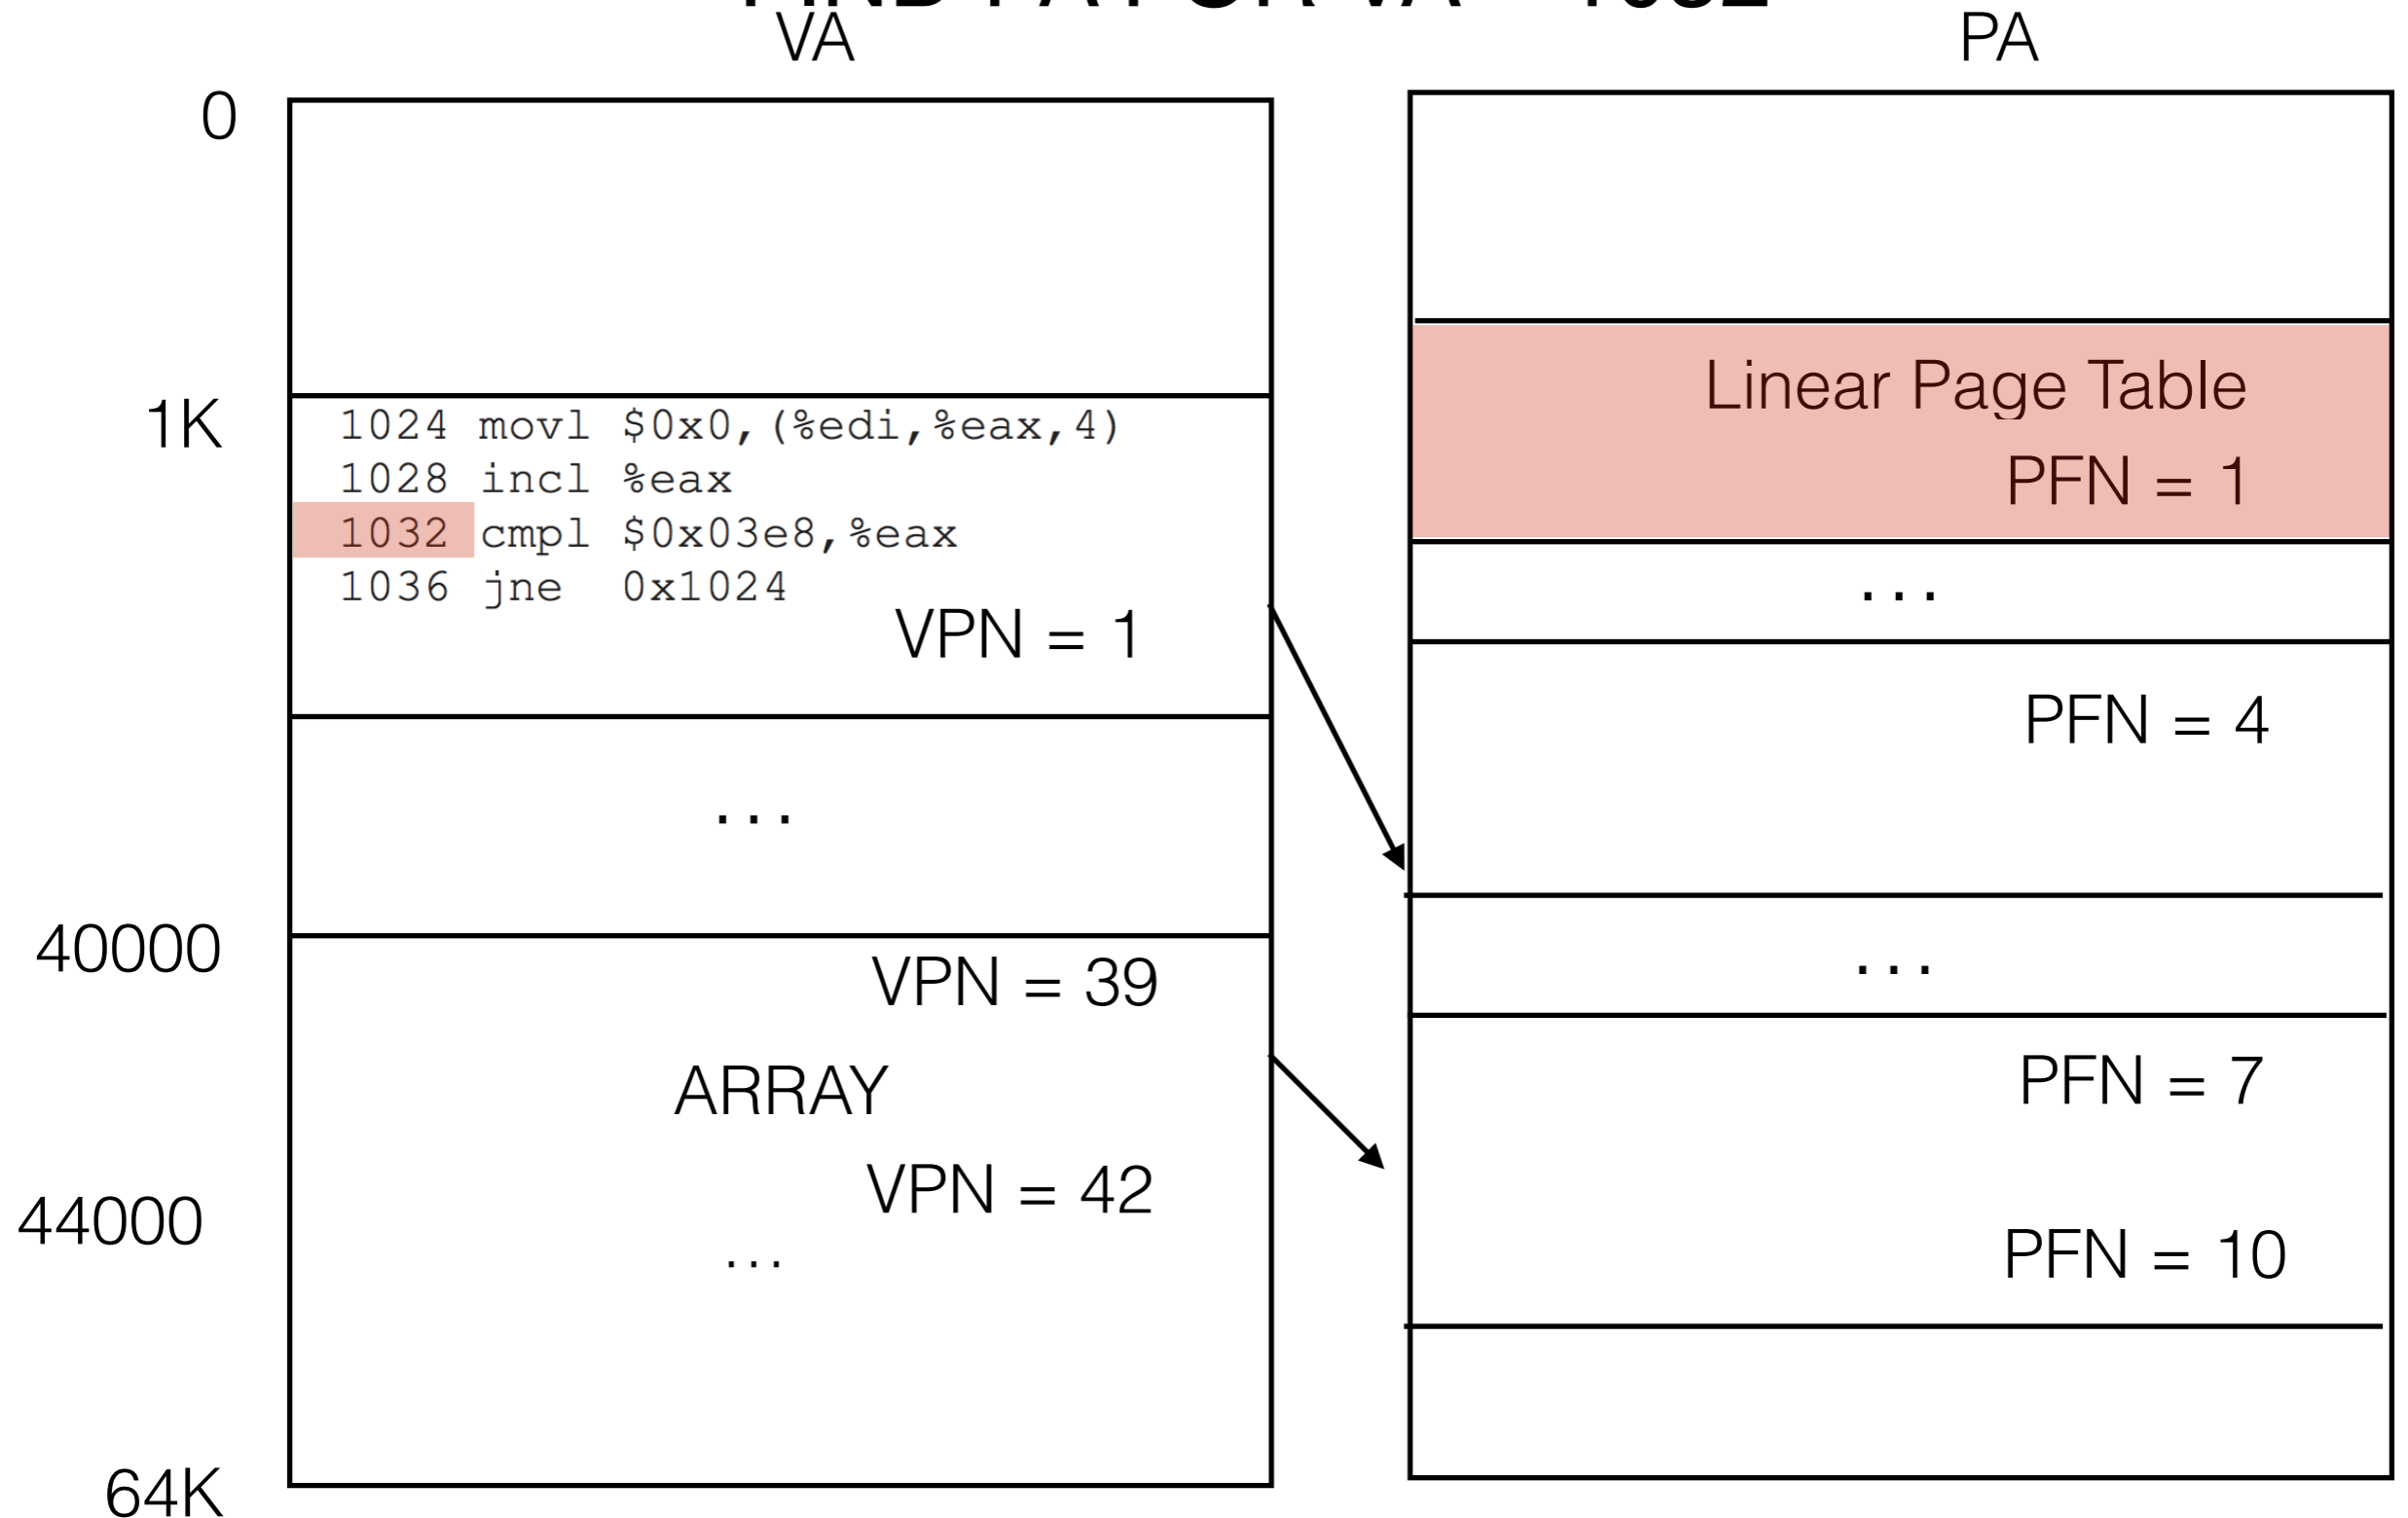 VA
PA
0
1K
1024 movl $0x0,(%edi,%eax,4)
1028 incl %eax
1032 cmpl $0x03e8,%eax
1036 jne 0x1024
VPN = 1
...
40000
VPN = 39
ARRAY
VPN = 42
44000
...
64K
Linear Page Table
PFN = 1
...
PFN = 4
...
PFN = 7
PFN = 10